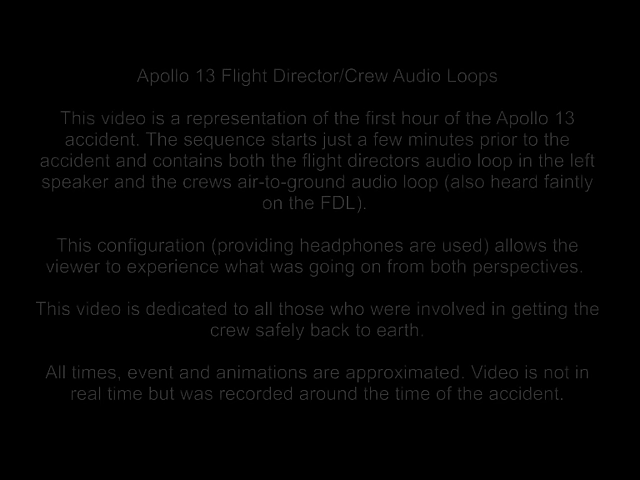 Apollo 13 Flight Director/Crew Audio Loops
This video is a representation of the first hour of the Apollo 13
accident. The sequence starts just a few minutes prior to the
accident and contains both the flight directors audio loop in the left
speaker and the crews air-to-ground audio loop (also heard faintly
on the FDL).
This configuration (providing headphones are used) allows the
viewer to experience what was going on from both perspectives.
This video is dedicated to all those who were involved in getting the
crew safely back to earth.
All times, event and animations are approximated. Video is not in
real time but was recorded around the time of the accident.